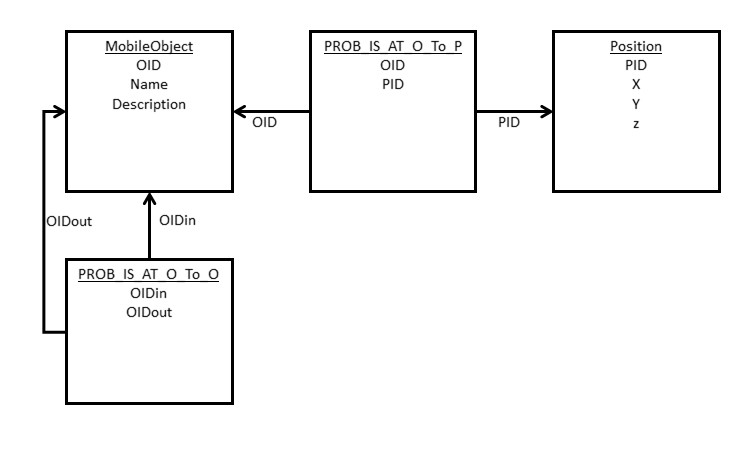 MobileObject
OID
Name
Description
PROB_IS_AT_O_To_P
OID
PID
Position
PID
X
Y
z
OID
PID
OIDout
OIDin
PROB_IS_AT_O_To_O
OIDin
OIDout